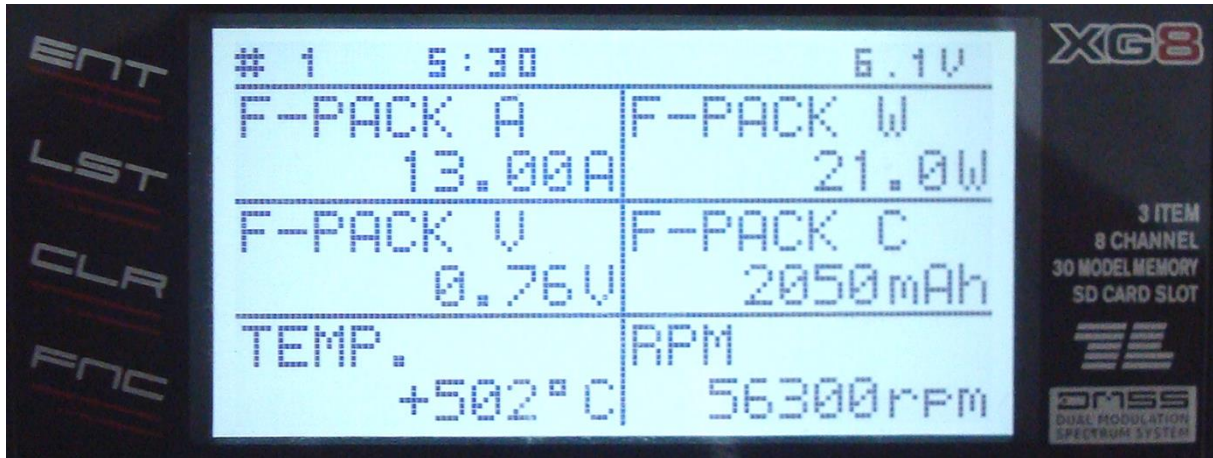 ENT
LST
CLR
FNC
# 1 5:30 6.1V
F-PACK A
13.00A
F-PACK W
21.0W
F-PACK V
0.76V
F-PACK C
2050mAh
TEMP.
+502°C
RPM
56300rpm
XG8
3 ITEM
8 CHANNEL
30 MODEL MEMORY
SD CARD SLOT
DMSS
DUAL MODULATION
SPECTRUM SYSTEM